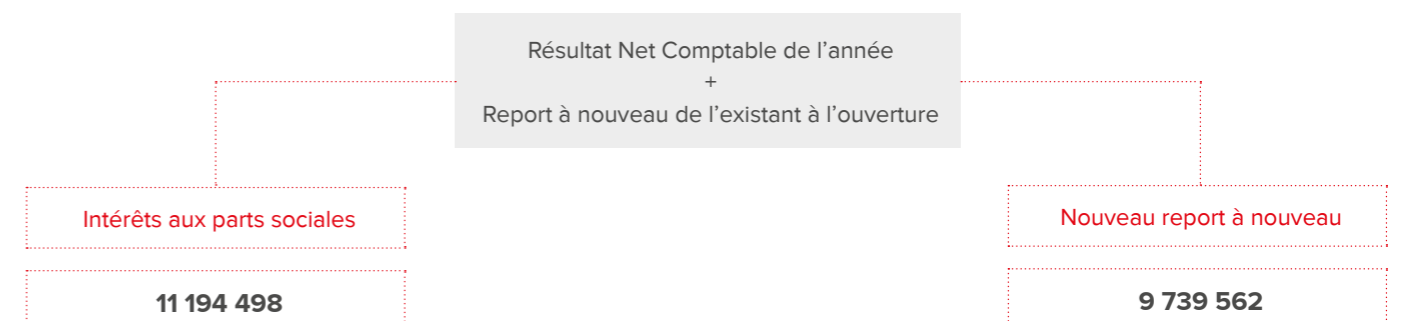 Résultat Net Comptable de l’année
+
Report à nouveau de l’existant à l’ouverture
Intérêts aux parts sociales
Nouveau report à nouveau
11 194 498
9 739 562